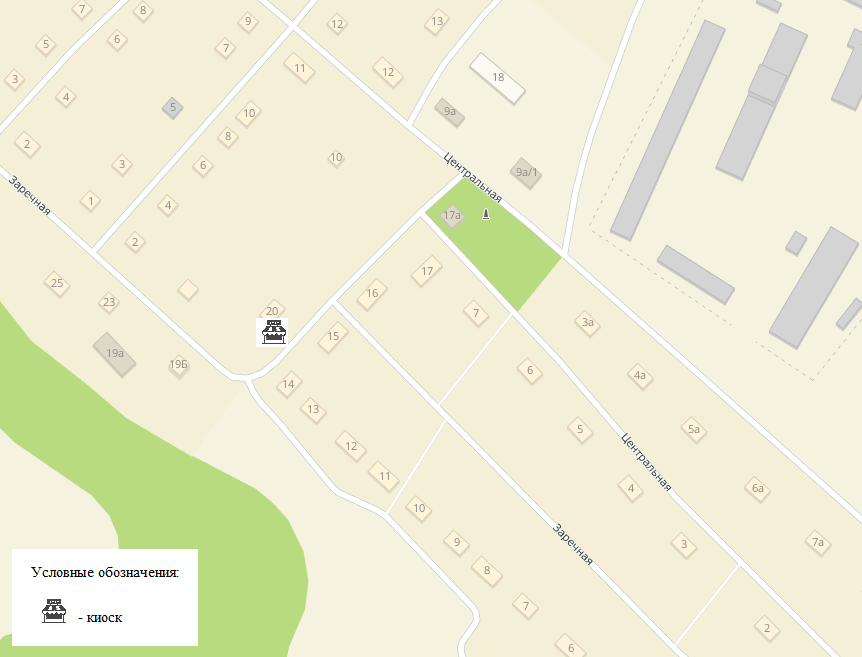 7
8
9
12
13
5
6
7
11
12
3
4
5
10
9а
18
2
8
10
Центральная
9а/1
3
6
Заречная
1
4
17а
2
17
25
23
20
16
7
3а
19а
19Б
15
14
6
4а
13
12
5
5а
Центральная
11
4
6а
10
9
Заречная
3
7а
8
7
2
6
Условные обозначения:
- киоск